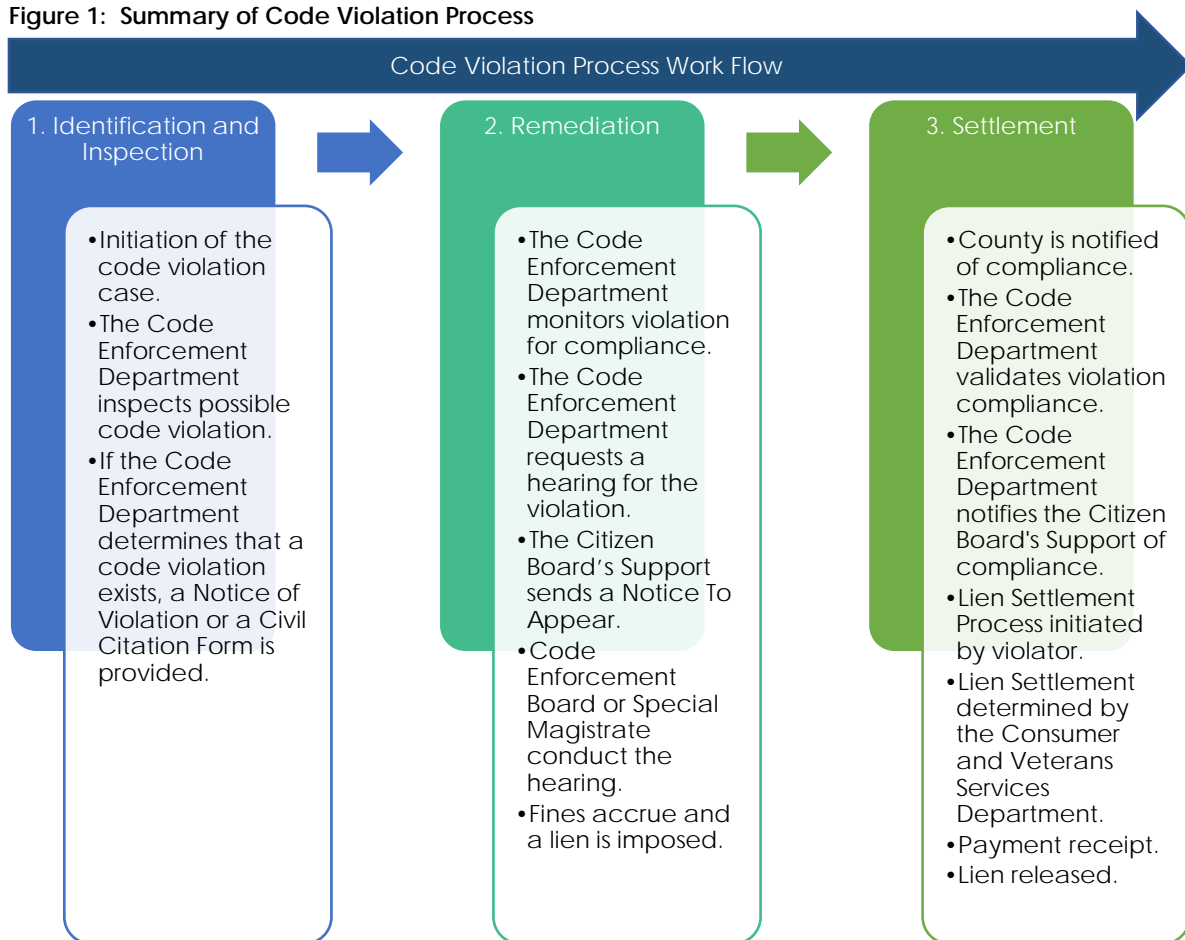 Figure 1: Summary of Code Violation Process
Code Violation Process Work Flow
1. Identification and
Inspection
•Initiation of the
code violation
case.
•The Code
Enforcement
Department
inspects possible
code violation.
•If the Code
Enforcement
Department
determines that a
code violation
exists, a Notice of
Violation or a Civil
Citation Form is
provided.
2. Remediation
•The Code
Enforcement
Department
monitors violation
for compliance.
•The Code
Enforcement
Department
requests a
hearing for the
violation.
•The Citizen
Board’s Support
sends a Notice To
Appear.
•Code
Enforcement
Board or Special
Magistrate
conduct the
hearing.
•Fines accrue and
a lien is imposed.
3. Settlement
•County is notified
of compliance.
•The Code
Enforcement
Department
validates violation
compliance.
•The Code
Enforcement
Department
notifies the Citizen
Board's Support of
compliance.
•Lien Settlement
Process initiated
by violator.
•Lien Settlement
determined by
the Consumer
and Veterans
Services
Department.
•Payment receipt.
•Lien released.